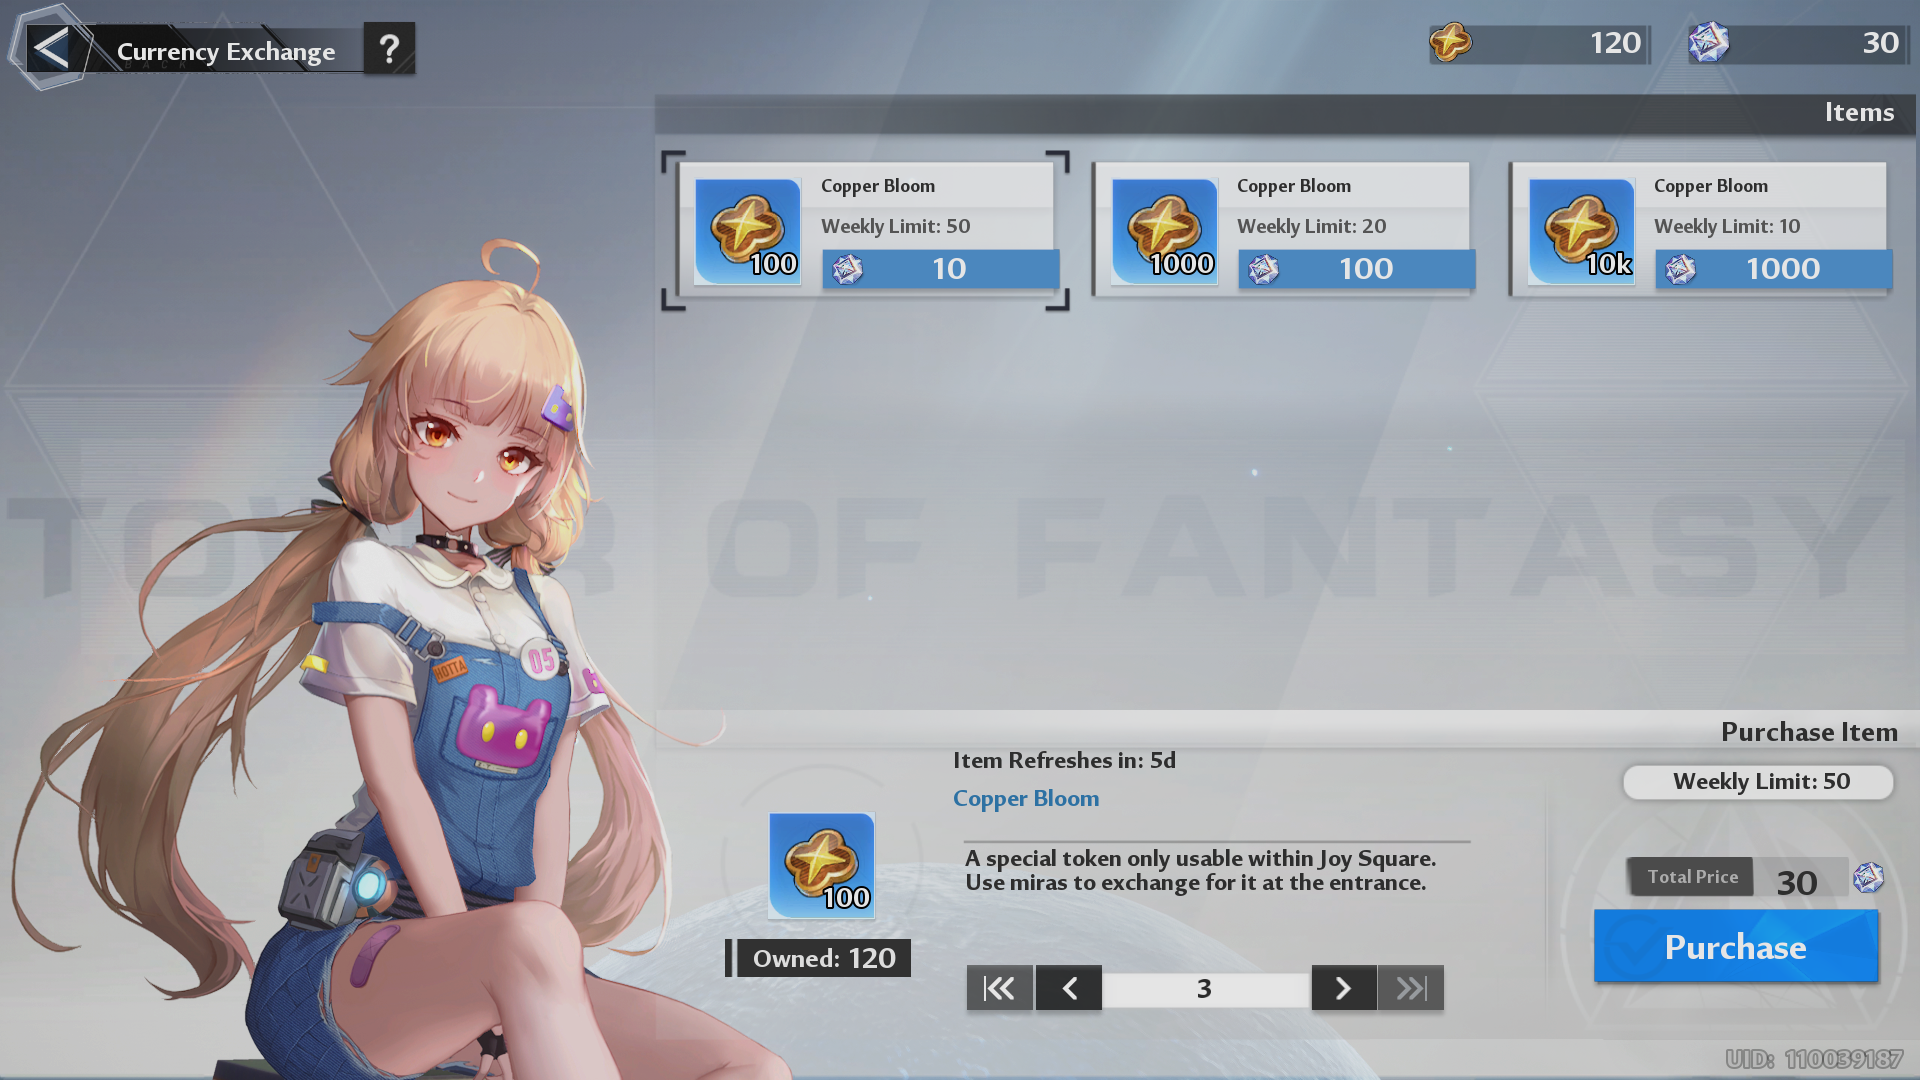 Currency Exchange
?
120
30
Items
Copper Bloom
Weekly Limit: 50
100
10
Copper Bloom
Weekly Limit: 20
1000
100
Copper Bloom
Weekly Limit: 10
10k
1000
TOWER OF FANTASY
HOTTA
05
Purchase Item
Item Refreshes in: 5d
Weekly Limit: 50
Copper Bloom
A special token only usable within Joy Square.
Use miras to exchange for it at the entrance.
100
Owned: 120
3
Total Price
30
Purchase
UID: 110039187